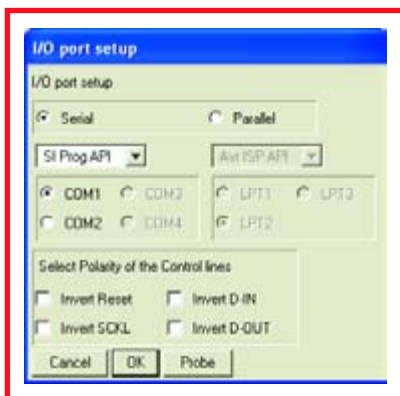 I/O port setup
I/O port setup
Serial Parallel
SI Prog API Avr ISP API
COM1 COM3 LPT1 LPT3
COM2 COM4 LPT2
Select Polarity of the Control lines
Invert Reset Invert D-IN
Invert SCKL Invert D-OUT
Cancel OK Probe